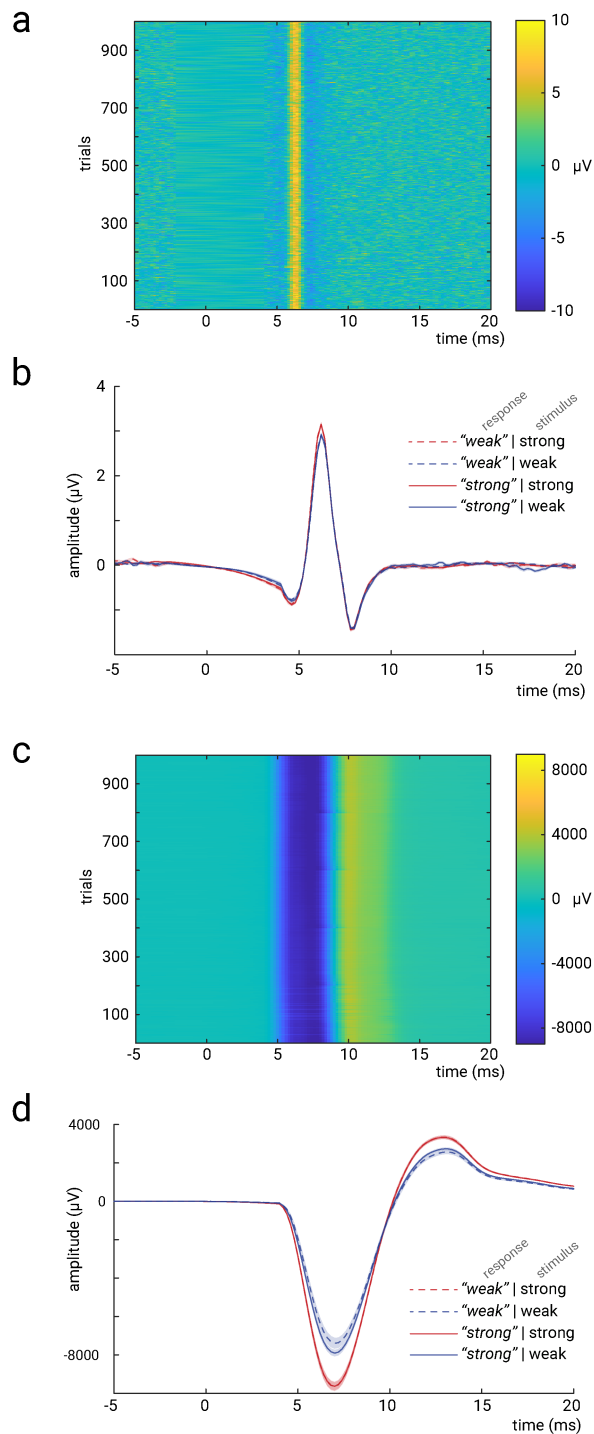 a
900
700
500
300
100
trials
-5
0
5
10
15
20
time (ms)
10
5
0
-5
-10
µV
b
4
2
0
amplitude (µV)
response
stimulus
“weak” | strong
“weak” | weak
“strong” | strong
“strong” | weak
-5
0
5
10
15
20
time (ms)
c
900
700
500
300
100
trials
-5
0
5
10
15
20
time (ms)
8000
4000
0
-4000
-8000
µV
d
4000
0
-8000
amplitude (µV)
response
stimulus
“weak” | strong
“weak” | weak
“strong” | strong
“strong” | weak
-5
0
5
10
15
20
time (ms)